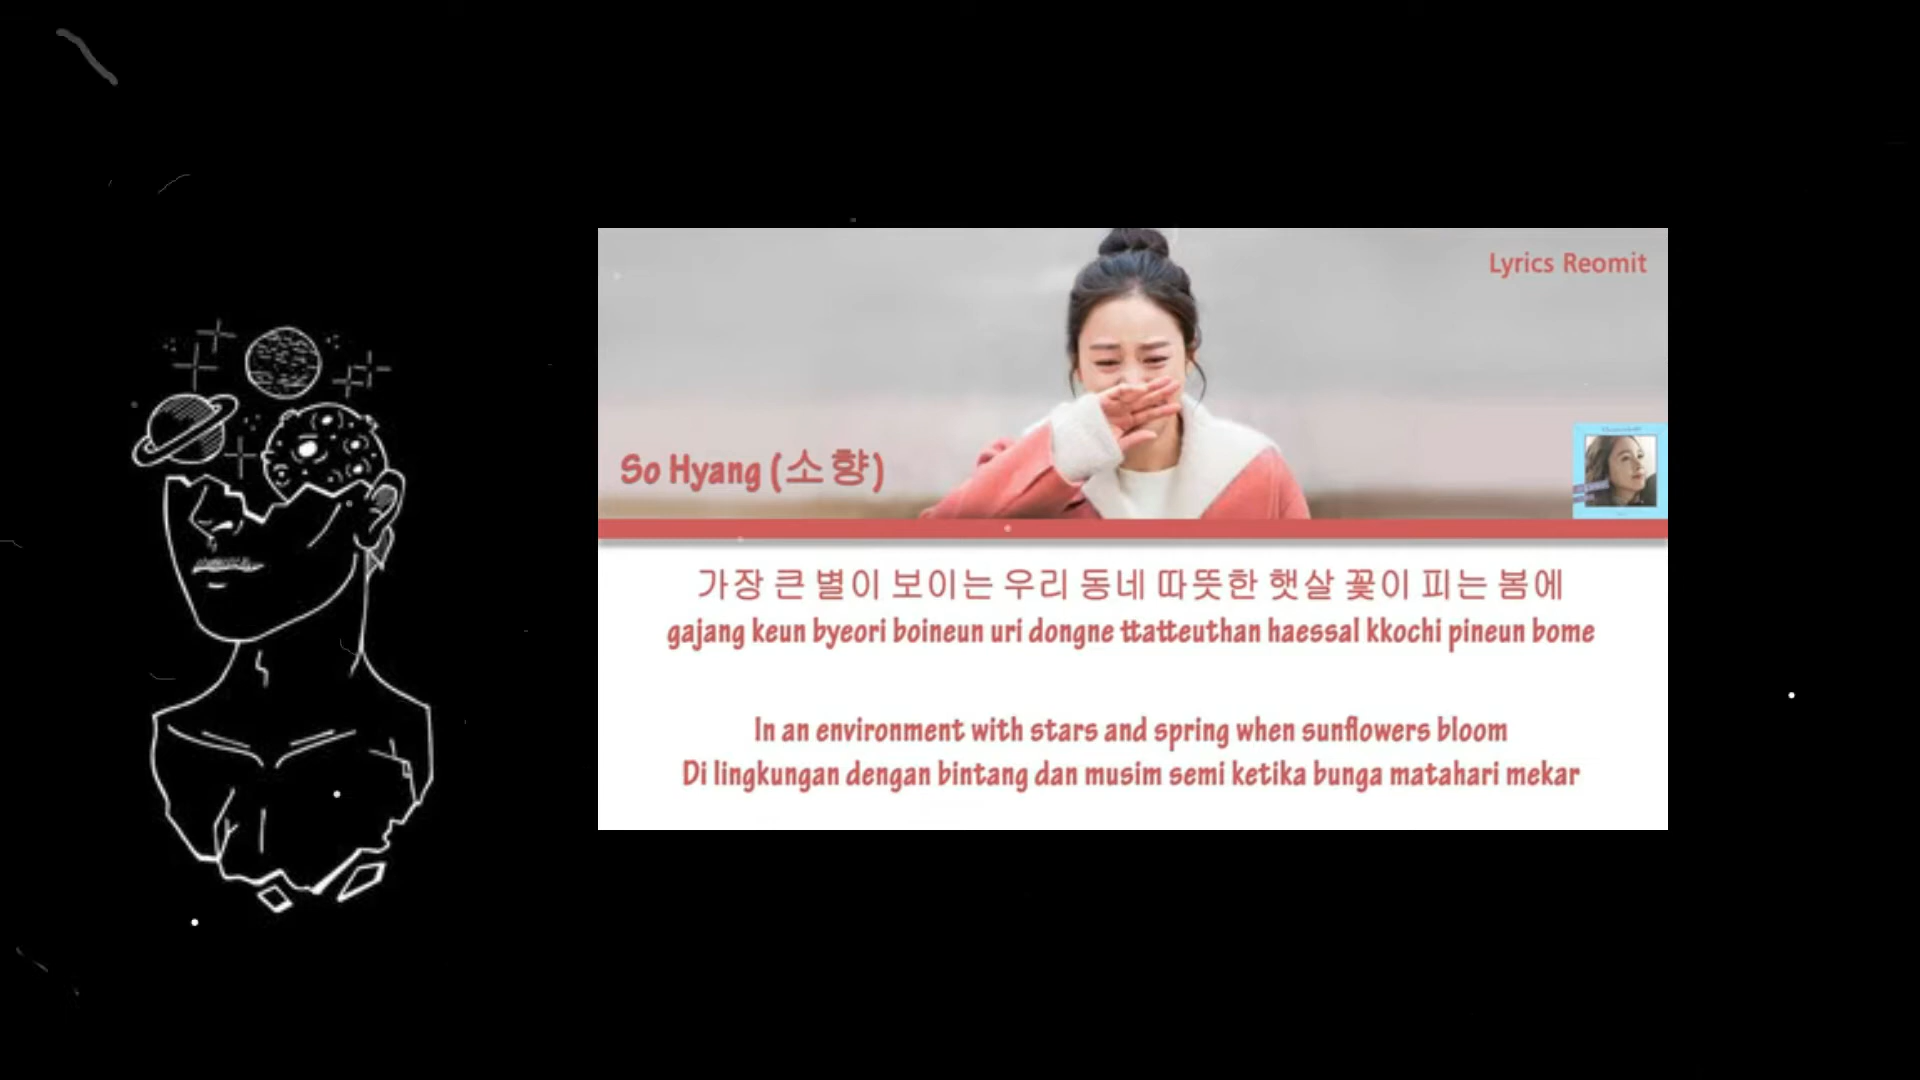 Lyrics Reomit
So Hyang (소향)
가장 큰 별이 보이는 우리 동네 따뜻한 햇살 꽃이 피는 봄에
gajang keun byeori boineun uri dongne ttatteuthan haessal kkochi pineun bome
In an environment with stars and spring when sunflowers bloom
Di lingkungan dengan bintang dan musim semi ketika bunga matahari mekar